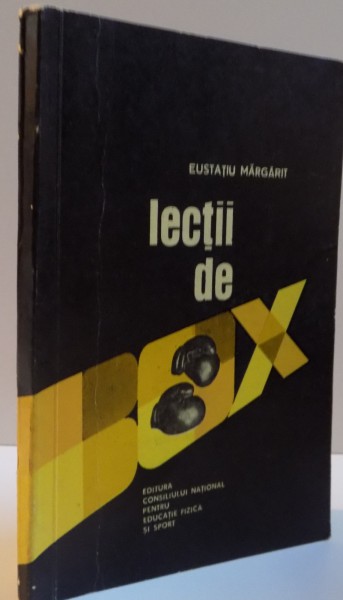 EUSTAȚIU MĂRGĂRIT
lecții
de
BOX
EDITURA
CONSILIULUI NAȚIONAL
PENTRU
EDUCAȚIE FIZICĂ
ȘI SPORT